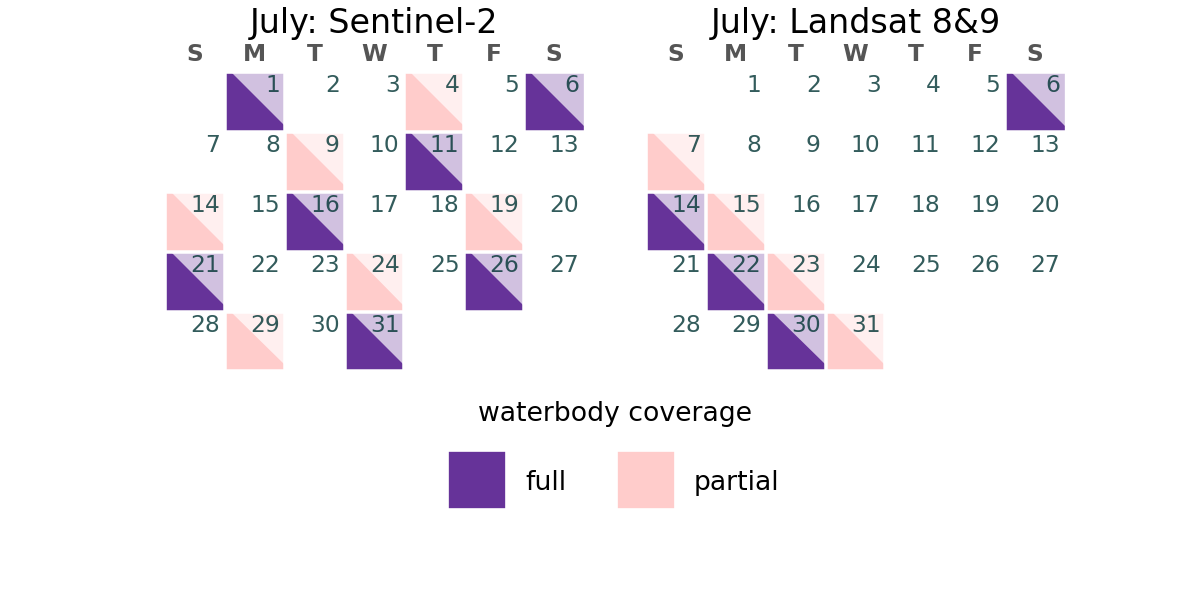 July: Sentinel-2
S M T W T F S
1 2 3 4 5 6
7 8 9 10 11 12 13
14 15 16 17 18 19 20
21 22 23 24 25 26 27
28 29 30 31
July: Landsat 8&9
S M T W T F S
1 2 3 4 5 6
7 8 9 10 11 12 13
14 15 16 17 18 19 20
21 22 23 24 25 26 27
28 29 30 31
waterbody coverage
full
partial